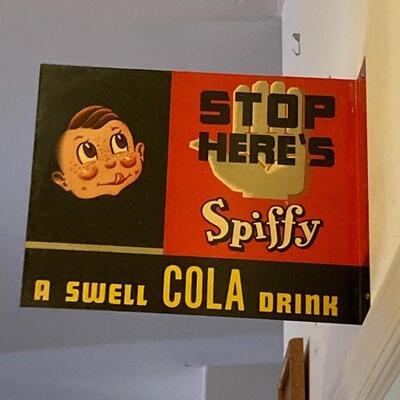 STOP
HERE'S
Spiffy
A SWELL COLA DRINK